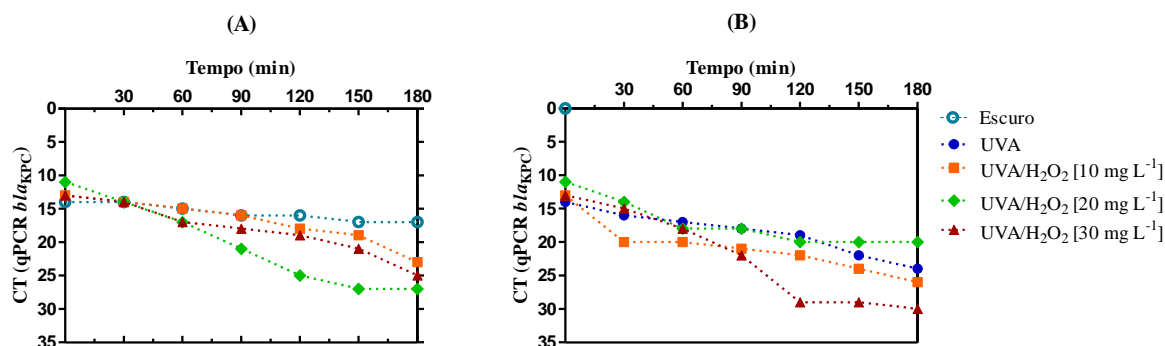 (A)
Tempo (min)
30 60 90 120 150 180
0
5
10
15
20
25
30
35
CT (qPCR bla_KPC)
(B)
Tempo (min)
30 60 90 120 150 180
0
5
10
15
20
25
30
35
CT (qPCR bla_KPC)
Escuro
UVA
UVA/H₂O₂ [10 mg L⁻¹]
UVA/H₂O₂ [20 mg L⁻¹]
UVA/H₂O₂ [30 mg L⁻¹]